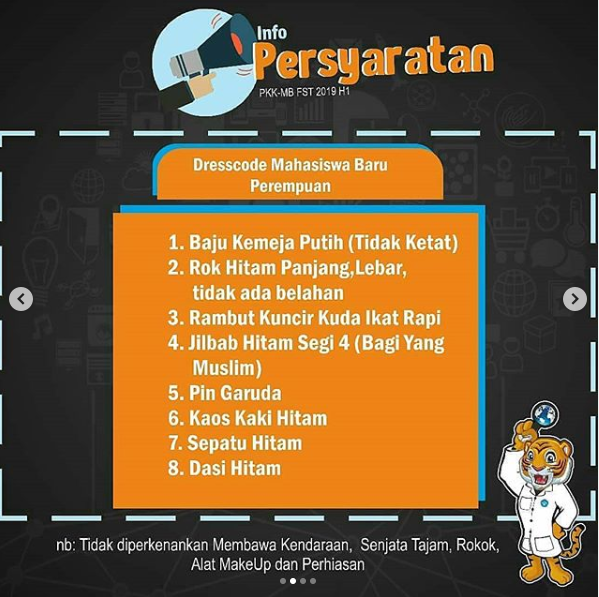 Info
Persyaratan
PKK-MB FST 2019 H1
Dresscode Mahasiswa Baru
Perempuan
1. Baju Kemeja Putih (Tidak Ketat)
2. Rok Hitam Panjang,Lebar,
tidak ada belahan
3. Rambut Kuncir Kuda Ikat Rapi
4. Jilbab Hitam Segi 4 (Bagi Yang
Muslim)
5. Pin Garuda
6. Kaos Kaki Hitam
7. Sepatu Hitam
8. Dasi Hitam
nb: Tidak diperkenankan Membawa Kendaraan, Senjata Tajam, Rokok,
Alat MakeUp dan Perhiasan